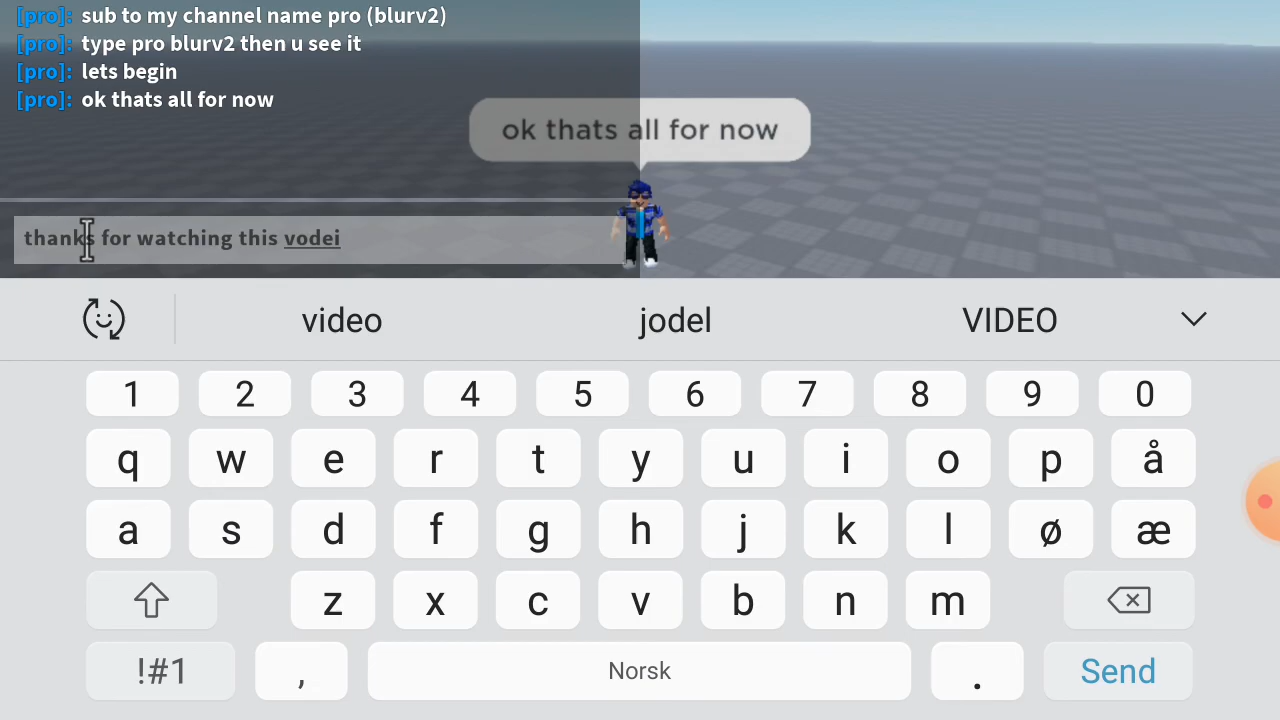 [pro]: sub to my channel name pro (blurv2)
[pro]: type pro blurv2 then u see it
[pro]: lets begin
[pro]: ok thats all for now
ok thats all for now
thanks for watching this vodei
video jodel VIDEO
1 2 3 4 5 6 7 8 9 0
q w e r t y u i o p å
a s d f g h j k l ø æ
z x c v b n m
!#1 , Norsk . Send